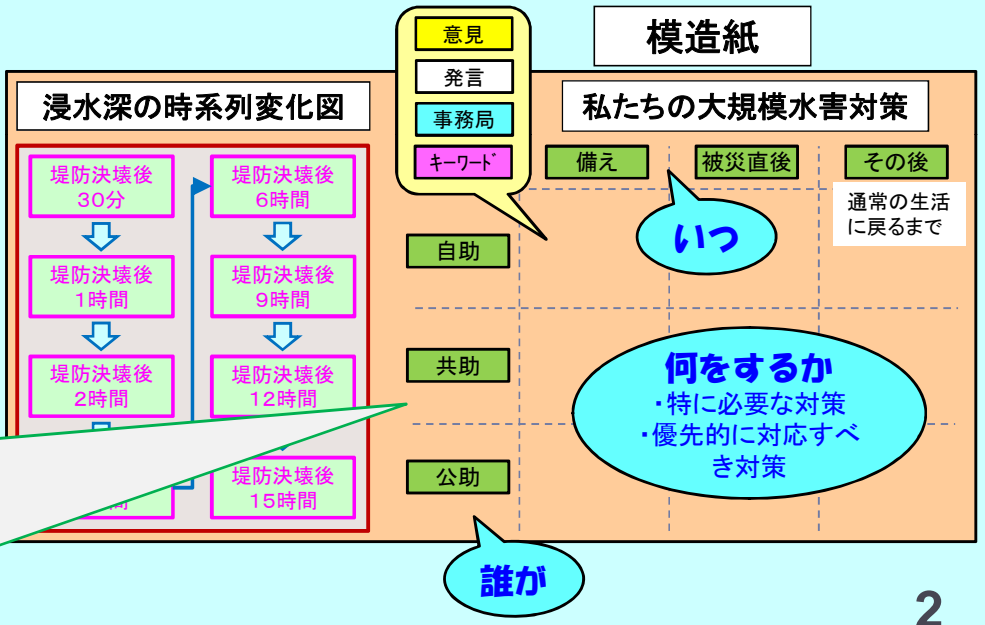 模造紙
意見
発言
事務局
キーワード
浸水深の時系列変化図
堤防決壊後
30分
堤防決壊後
1時間
堤防決壊後
2時間
堤防決壊後
6時間
堤防決壊後
9時間
堤防決壊後
12時間
堤防決壊後
15時間
私たちの大規模水害対策
備え
被災直後
その後
通常の生活
に戻るまで
いつ
自助
共助
公助
何をするか
・特に必要な対策
・優先的に対応すべ
き対策
誰が
2